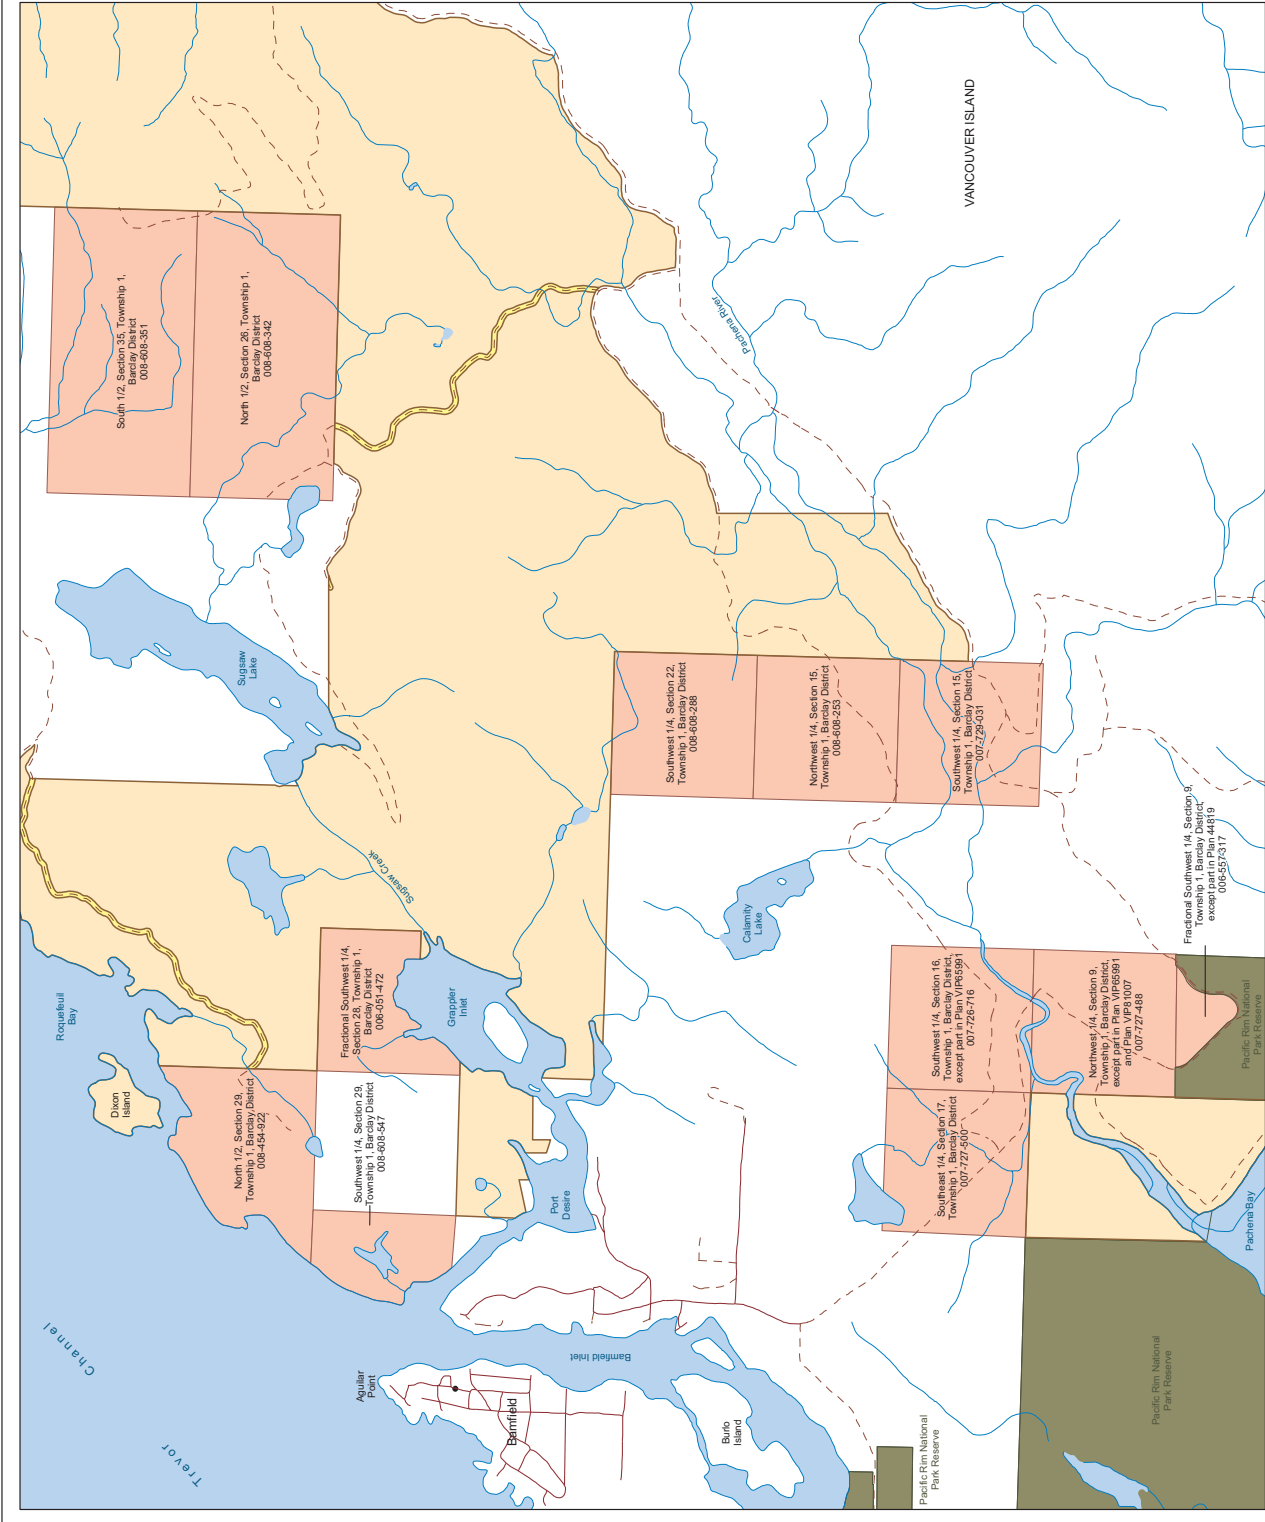 Trevor
Channel
Roquefeuil
Bay
Dixon
Island
Aguilar
Point
Bamfield
Bamfield Inlet
Burlo
Island
Port
Desire
Grappler
Inlet
Sugsaw Creek
Sugsaw
Lake
Calamity
Lake
Pachena River
Pachena Bay
VANCOUVER ISLAND
South 1/2, Section 35, Township 1,
Barclay District
008-608-351
North 1/2, Section 26, Township 1,
Barclay District
008-608-342
North 1/2, Section 29,
Township 1, Barclay District
008-454-922
Fractional Southwest 1/4,
Section 28, Township 1,
Barclay District
006-051-472
Southwest 1/4, Section 29,
Township 1, Barclay District
008-608-547
Southwest 1/4, Section 22,
Township 1, Barclay District
008-608-288
Northwest 1/4, Section 15,
Township 1, Barclay District
008-608-253
Southwest 1/4, Section 15,
Township 1, Barclay District
007-729-031
Southwest 1/4, Section 16,
Township 1, Barclay District,
except part in Plan VIP65991
007-726-716
Southeast 1/4, Section 17,
Township 1, Barclay District
007-727-500
Northwest 1/4, Section 9,
Township 1, Barclay District,
except part in Plan VIP65991
and Plan VIP81007
007-727-488
Fractional Southwest 1/4, Section 9,
Township 1, Barclay District,
except part in Plan 44819
006-557-317
Pacific Rim National
Park Reserve
Pacific Rim National
Park Reserve
Pacific Rim National
Park Reserve